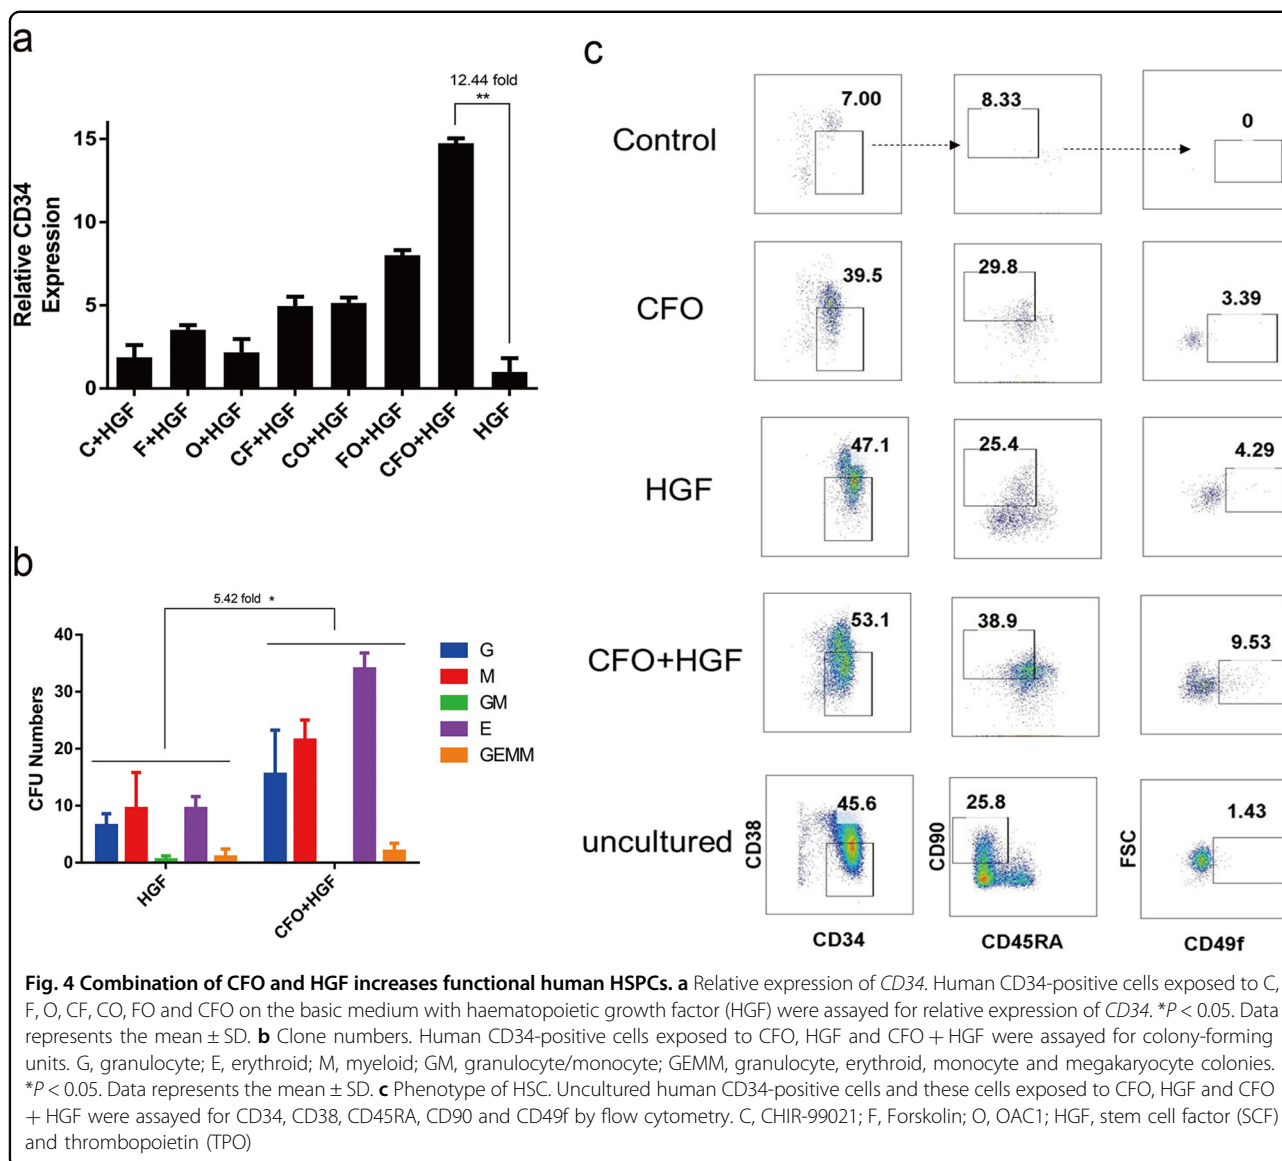 a
12.44 fold
**
Relative CD34
Expression
15
10
5
0
C+HGF
F+HGF
O+HGF
CF+HGF
CO+HGF
FO+HGF
CFO+HGF
HGF
b
5.42 fold *
CFU Numbers
40
30
20
10
0
HGF
CFO+HGF
G
M
GM
E
GEMM
c
Control
7.00
8.33
0
CFO
39.5
29.8
3.39
HGF
47.1
25.4
4.29
CFO+HGF
53.1
38.9
9.53
uncultured
45.6
25.8
1.43
CD38
CD90
FSC
CD34
CD45RA
CD49f
Fig. 4 Combination of CFO and HGF increases functional human HSPCs. a Relative expression of CD34. Human CD34-positive cells exposed to C,
F, O, CF, CO, FO and CFO on the basic medium with haematopoietic growth factor (HGF) were assayed for relative expression of CD34. *P < 0.05. Data
represents the mean ± SD. b Clone numbers. Human CD34-positive cells exposed to CFO, HGF and CFO + HGF were assayed for colony-forming
units. G, granulocyte; E, erythroid; M, myeloid; GM, granulocyte/monocyte; GEMM, granulocyte, erythroid, monocyte and megakaryocyte colonies.
*P < 0.05. Data represents the mean ± SD. c Phenotype of HSC. Uncultured human CD34-positive cells and these cells exposed to CFO, HGF and CFO
+ HGF were assayed for CD34, CD38, CD45RA, CD90 and CD49f by flow cytometry. C, CHIR-99021; F, Forskolin; O, OAC1; HGF, stem cell factor (SCF)
and thrombopoietin (TPO)